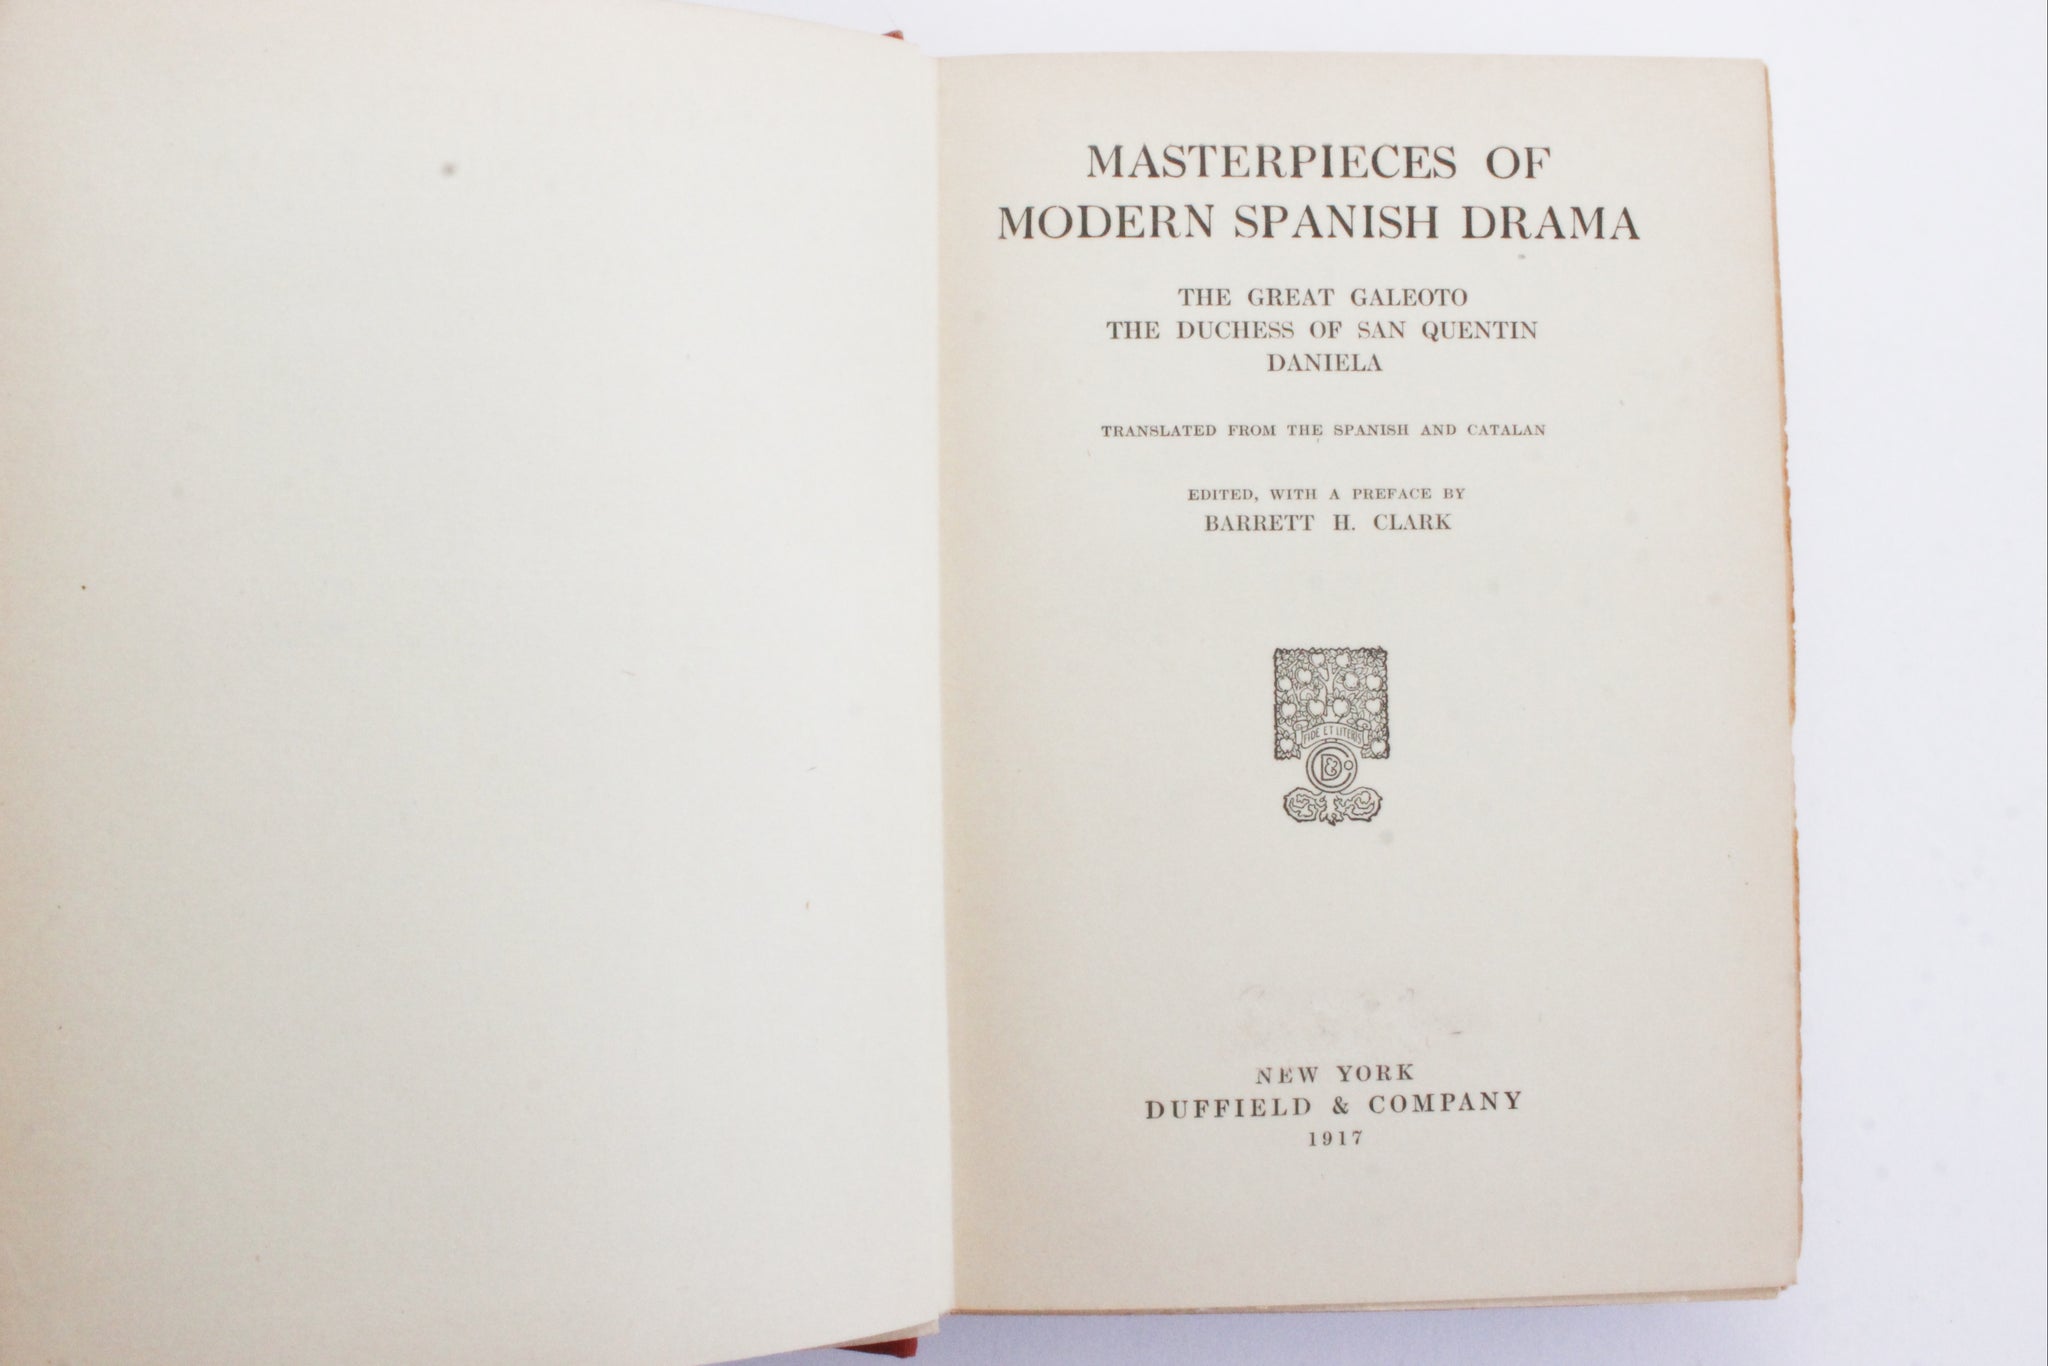 MASTERPIECES OF
MODERN SPANISH DRAMA
THE GREAT GALEOTO
THE DUCHESS OF SAN QUENTIN
DANIELA
TRANSLATED FROM THE SPANISH AND CATALAN
EDITED, WITH A PREFACE BY
BARRETT H. CLARK
FIDE ET LITERIS
D & Co
NEW YORK
DUFFIELD & COMPANY
1917